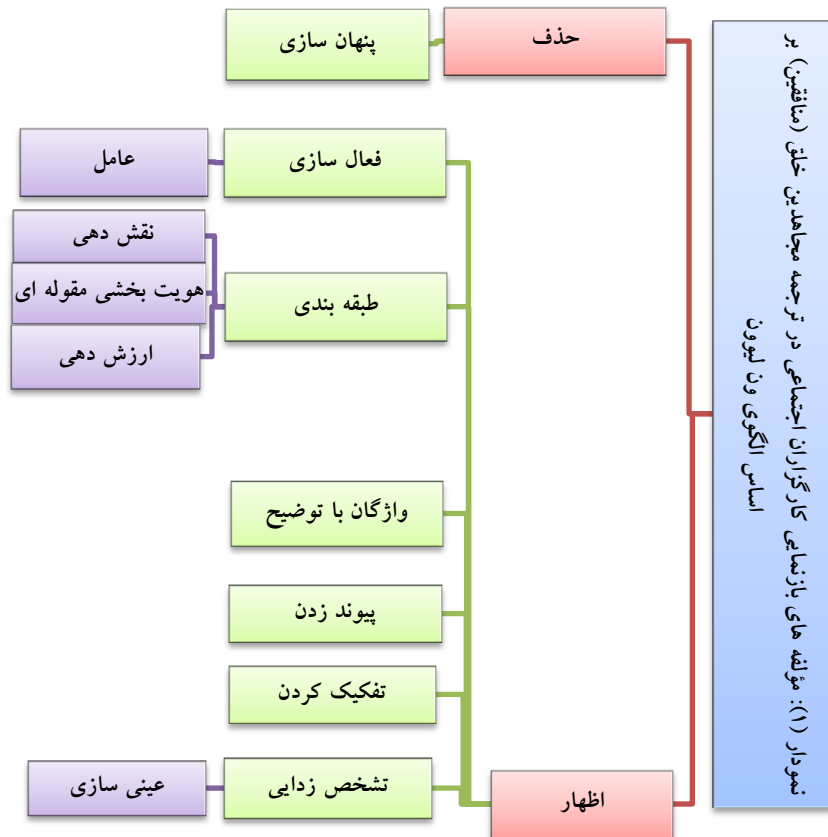 نمودار (۱): مؤلفه های بازنمایی کارگزاران اجتماعی در ترجمه مجاهدین خلق (منافقین) بر
اساس الگوی ون لیوون
حذف
پنهان سازی
اظهار
فعال سازی
عامل
طبقه بندی
نقش دهی
هویت بخشی مقوله ای
ارزش دهی
واژگان با توضیح
پیوند زدن
تفکیک کردن
تشخص زدایی
عینی سازی